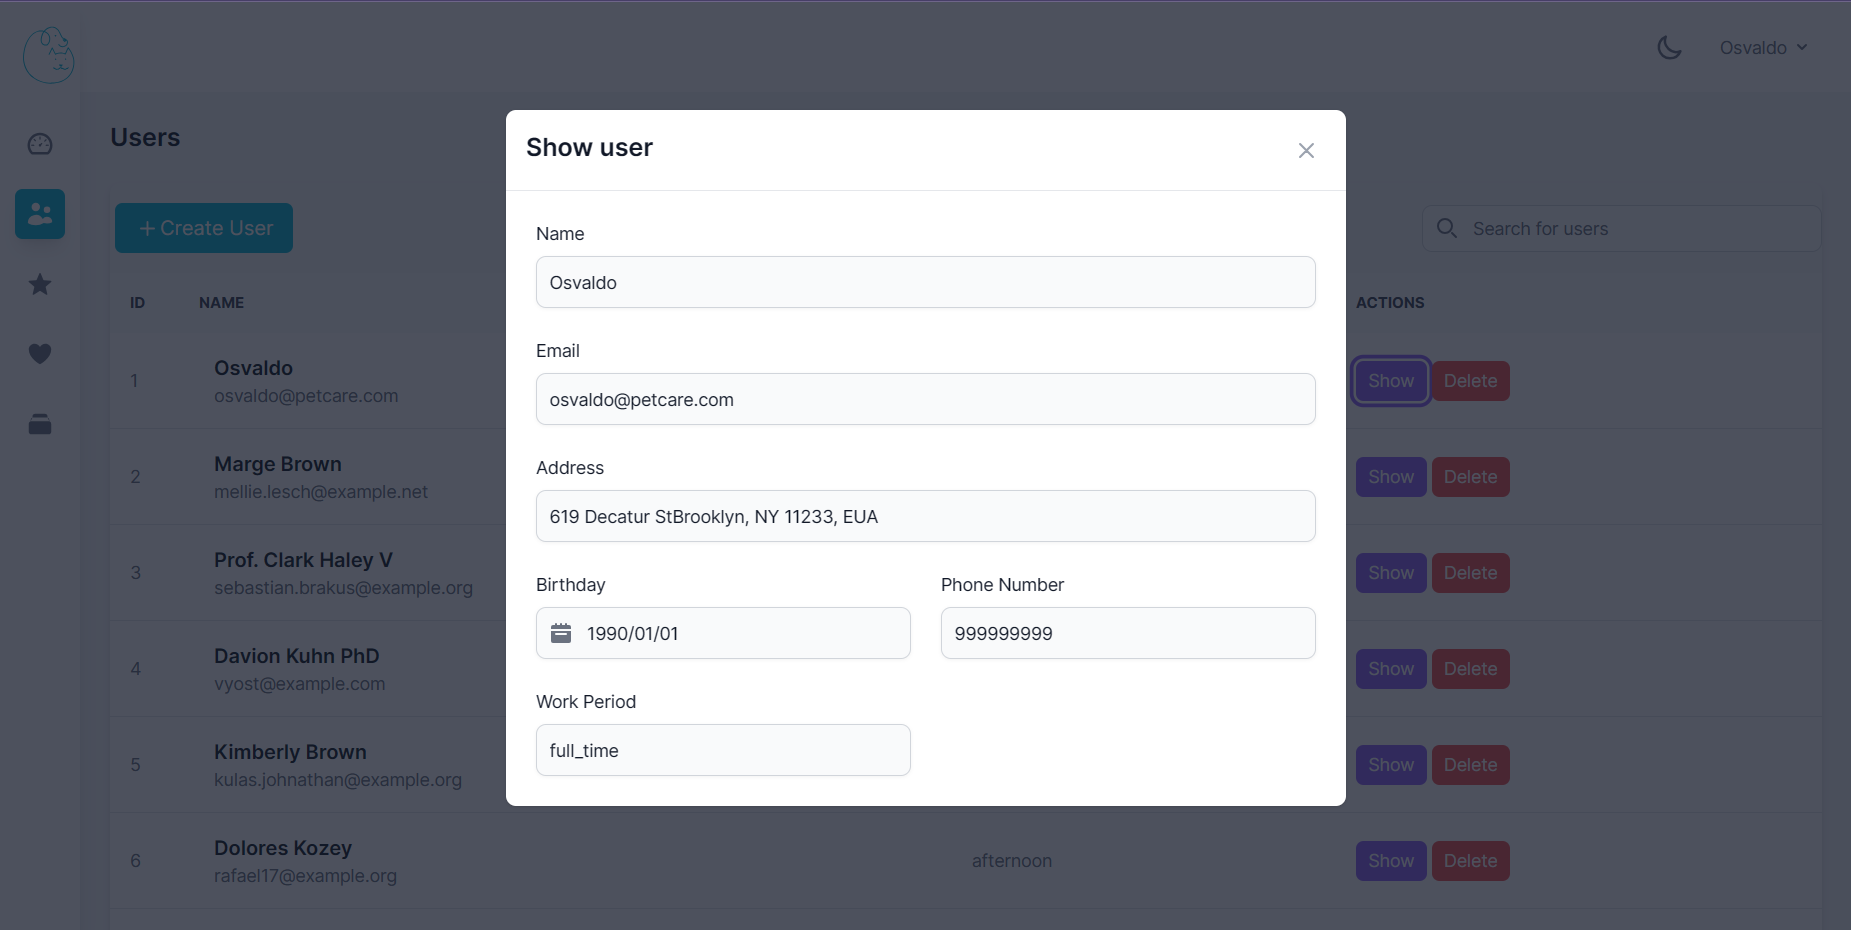 Osvaldo
Users
+ Create User
Search for users
ID NAME ACTIONS
1 Osvaldo Show Delete
osvaldo@petcare.com
2 Marge Brown Show Delete
mellie.lesch@example.net
3 Prof. Clark Haley V Show Delete
sebastian.brakus@example.org
4 Davion Kuhn PhD Show Delete
vyost@example.com
5 Kimberly Brown Show Delete
kulas.johnathan@example.org
6 Dolores Kozey afternoon Show Delete
rafael17@example.org
Show user
Name
Osvaldo
Email
osvaldo@petcare.com
Address
619 Decatur StBrooklyn, NY 11233, EUA
Birthday Phone Number
1990/01/01 999999999
Work Period
full_time